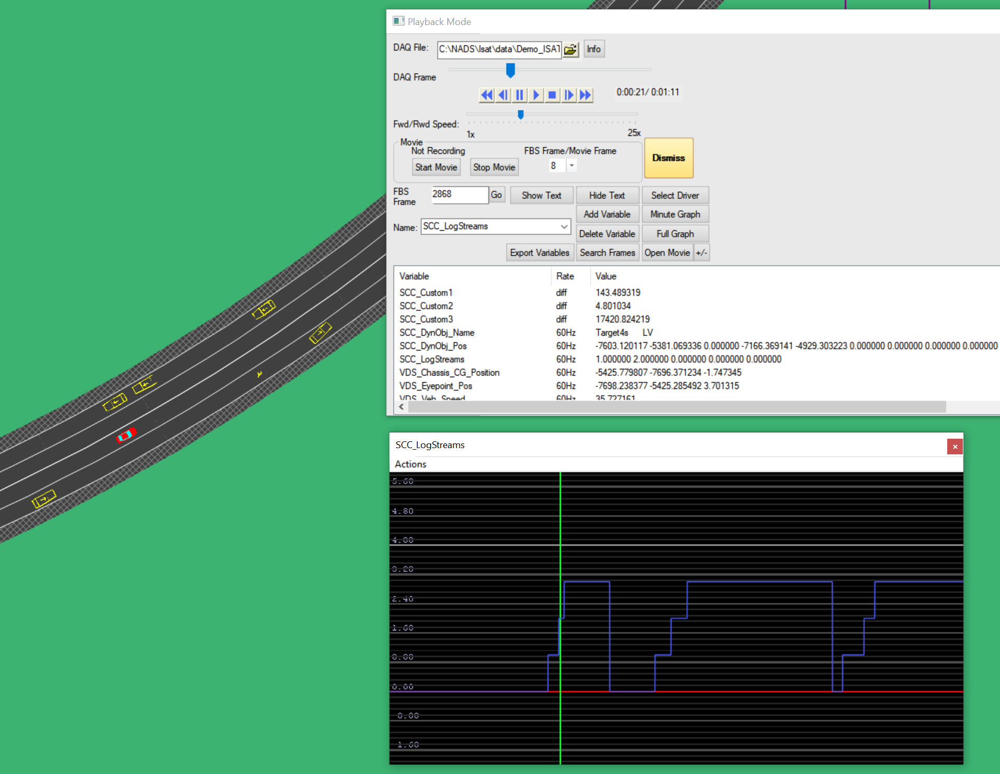 Playback Mode
DAQ File: C:\NADS\Isat\data\Demo_ISAT Info
DAQ Frame
0:00:21/ 0:01:11
Fwd/Rwd Speed:
1x 25x
Movie
Not Recording FBS Frame/Movie Frame
Start Movie Stop Movie 8
Dismiss
FBS Frame 2868 Go Show Text Hide Text Select Driver
Add Variable Minute Graph
Name: SCC_LogStreams Delete Variable Full Graph
Export Variables Search Frames Open Movie +/-
Variable Rate Value
SCC_Custom1 diff 143.489319
SCC_Custom2 diff 4.801034
SCC_Custom3 diff 17420.824219
SCC_DynObj_Name 60Hz Target4s LV
SCC_DynObj_Pos 60Hz -7603.120117 -5381.069336 0.000000 -7166.369141 -4929.303223 0.000000 0.000000 0.000000 0.000000
SCC_LogStreams 60Hz 1.000000 2.000000 0.000000 0.000000 0.000000
VDS_Chassis_CG_Position 60Hz -5425.779807 -7696.371234 -1.747345
VDS_Eyepoint_Pos 60Hz -7698.238377 -5425.285492 3.701315
VDS_Veh_Speed 60Hz 35.727161
SCC_LogStreams
x
Actions
5.60
4.80
4.00
3.20
2.40
1.60
0.80
0.00
0.80
1.60